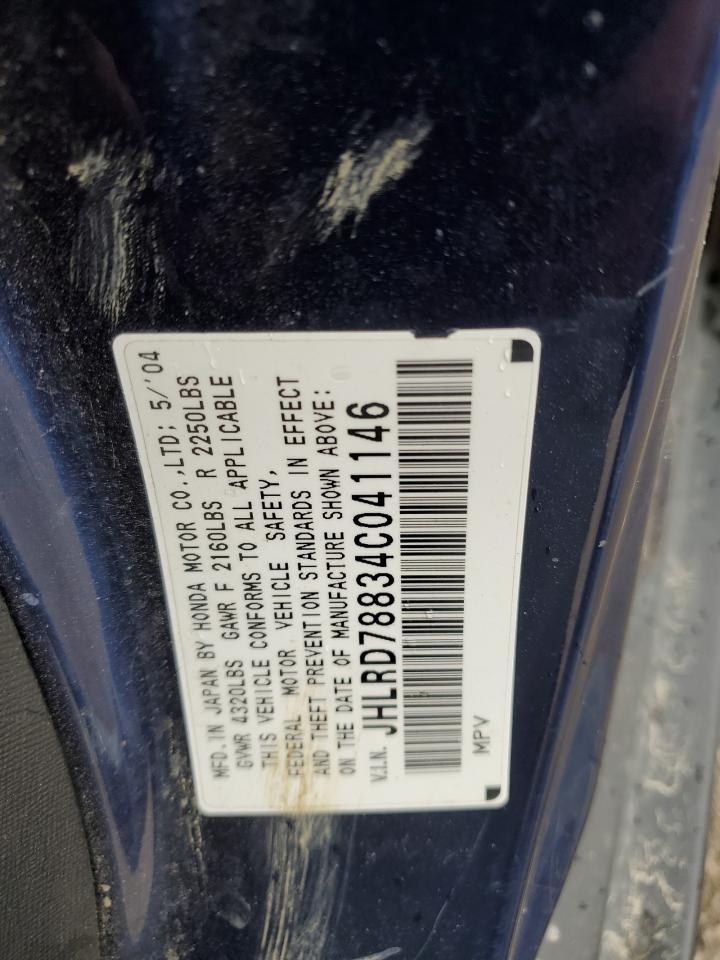 MFD.IN JAPAN BY HONDA MOTOR CO.,LTD; 5/'04
GVWR 4320LBS GAWR F 2160LBS R 2250LBS
THIS VEHICLE CONFORMS TO ALL APPLICABLE
FEDERAL MOTOR VEHICLE SAFETY,
AND THEFT PREVENTION STANDARDS IN EFFECT
ON THE DATE OF MANUFACTURE SHOWN ABOVE:
V.I.N. JHLRD78834C041146
MPV